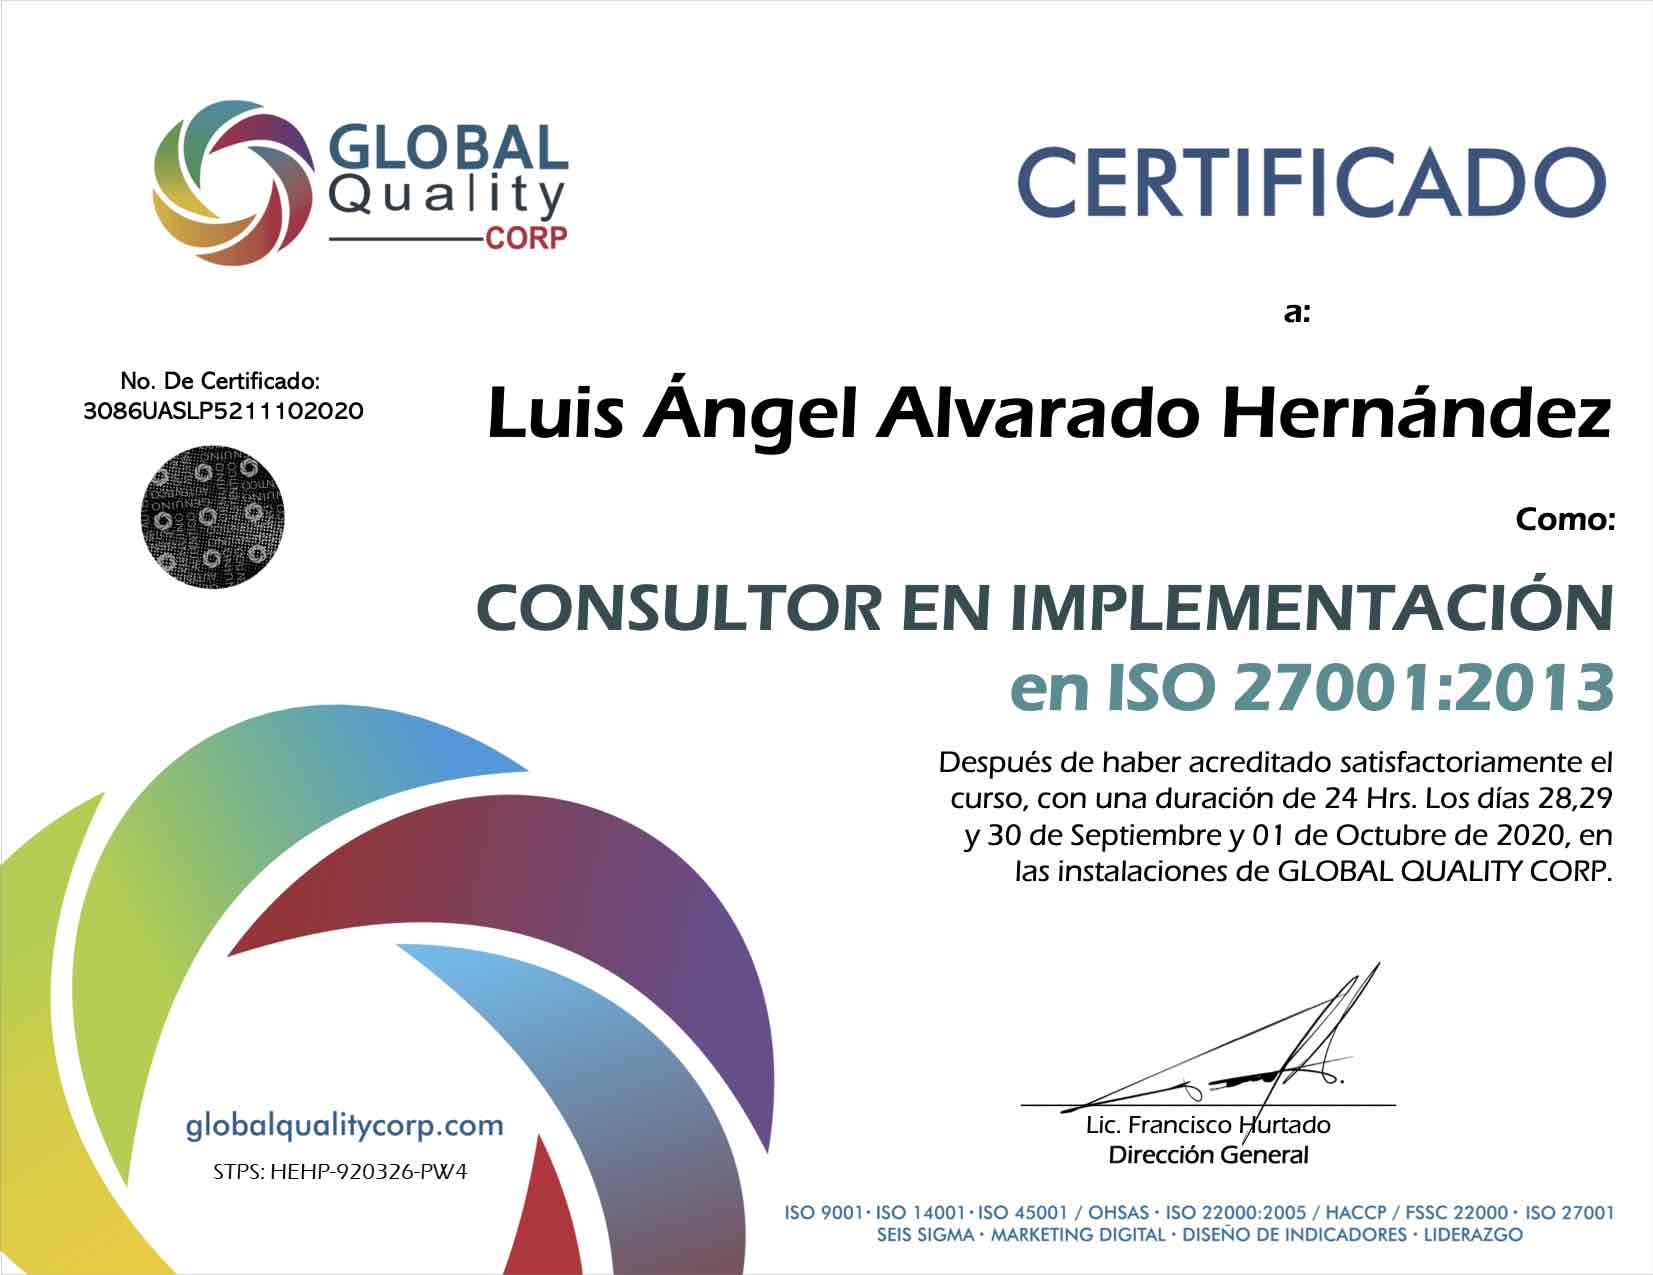 GLOBAL
Quality
CORP
CERTIFICADO
a:
No. De Certificado:
3086UASLP5211102020
Luis Ángel Alvarado Hernández
Como:
CONSULTOR EN IMPLEMENTACIÓN
en ISO 27001:2013
Después de haber acreditado satisfactoriamente el
curso, con una duración de 24 Hrs. Los días 28,29
y 30 de Septiembre y 01 de Octubre de 2020, en
las instalaciones de GLOBAL QUALITY CORP.
globalqualitycorp.com
STPS: HEHP-920326-PW4
Lic. Francisco Hurtado
Dirección General
ISO 9001· ISO 14001· ISO 45001 / OHSAS · ISO 22000:2005 / HACCP / FSSC 22000 · ISO 27001
SEIS SIGMA · MARKETING DIGITAL · DISEÑO DE INDICADORES · LIDERAZGO